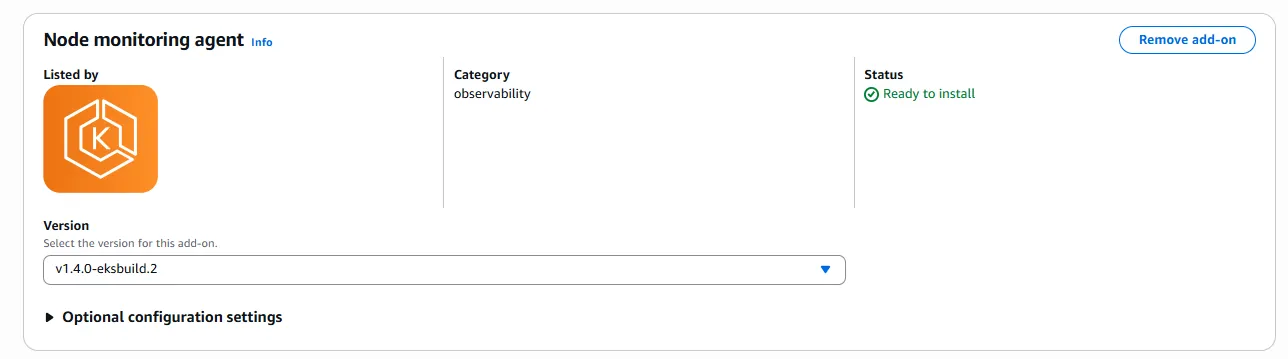 Node monitoring agent Info
Remove add-on
Listed by
K
Category
observability
Status
Ready to install
Version
Select the version for this add-on.
v1.4.0-eksbuild.2
Optional configuration settings